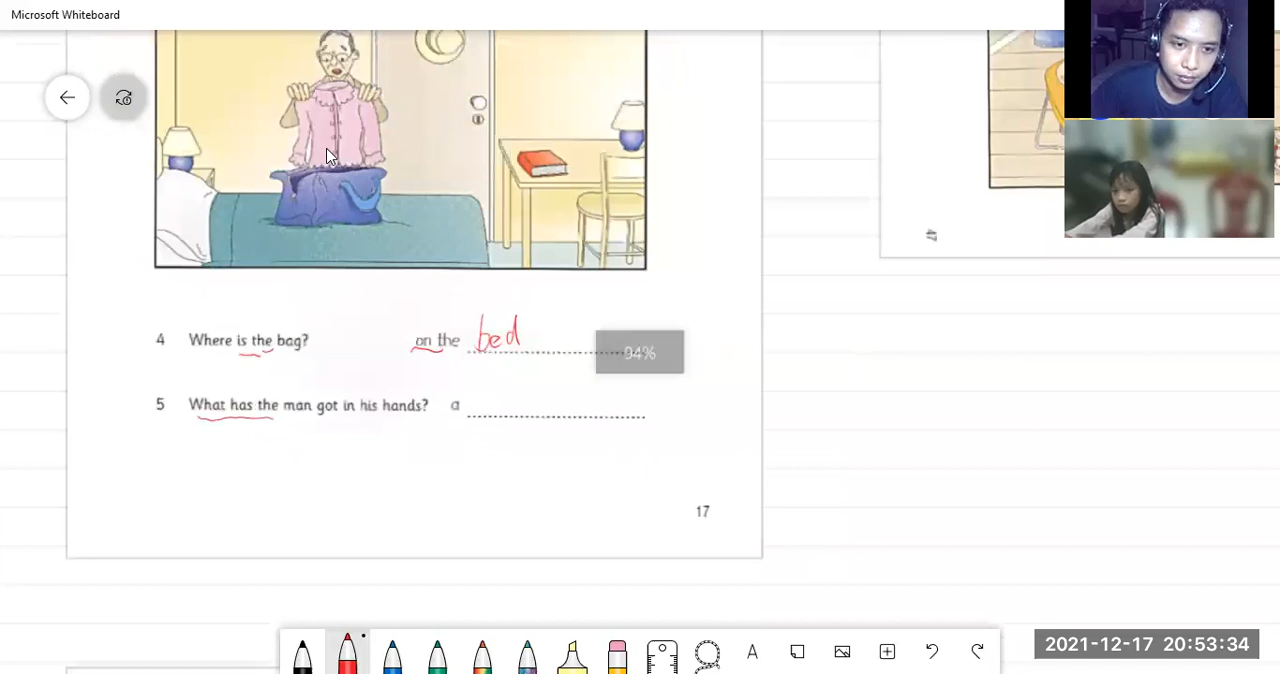 Microsoft Whiteboard
4 Where is the bag? on the bed
94%
5 What has the man got in his hands? a
17
A
2021-12-17 20:53:34